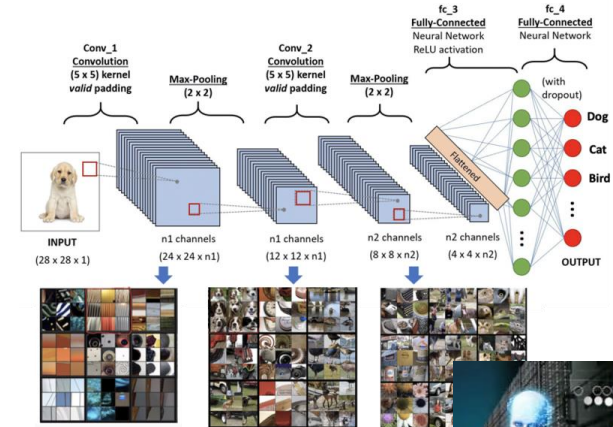 fc_3
Fully-Connected
Neural Network
ReLU activation
fc_4
Fully-Connected
Neural Network
Conv_1
Convolution
(5 x 5) kernel
valid padding
Max-Pooling
(2 x 2)
Conv_2
Convolution
(5 x 5) kernel
valid padding
Max-Pooling
(2 x 2)
(with
dropout)
Flattened
Dog
Cat
Bird
INPUT
(28 x 28 x 1)
n1 channels
(24 x 24 x n1)
n1 channels
(12 x 12 x n1)
n2 channels
(8 x 8 x n2)
n2 channels
(4 x 4 x n2)
OUTPUT